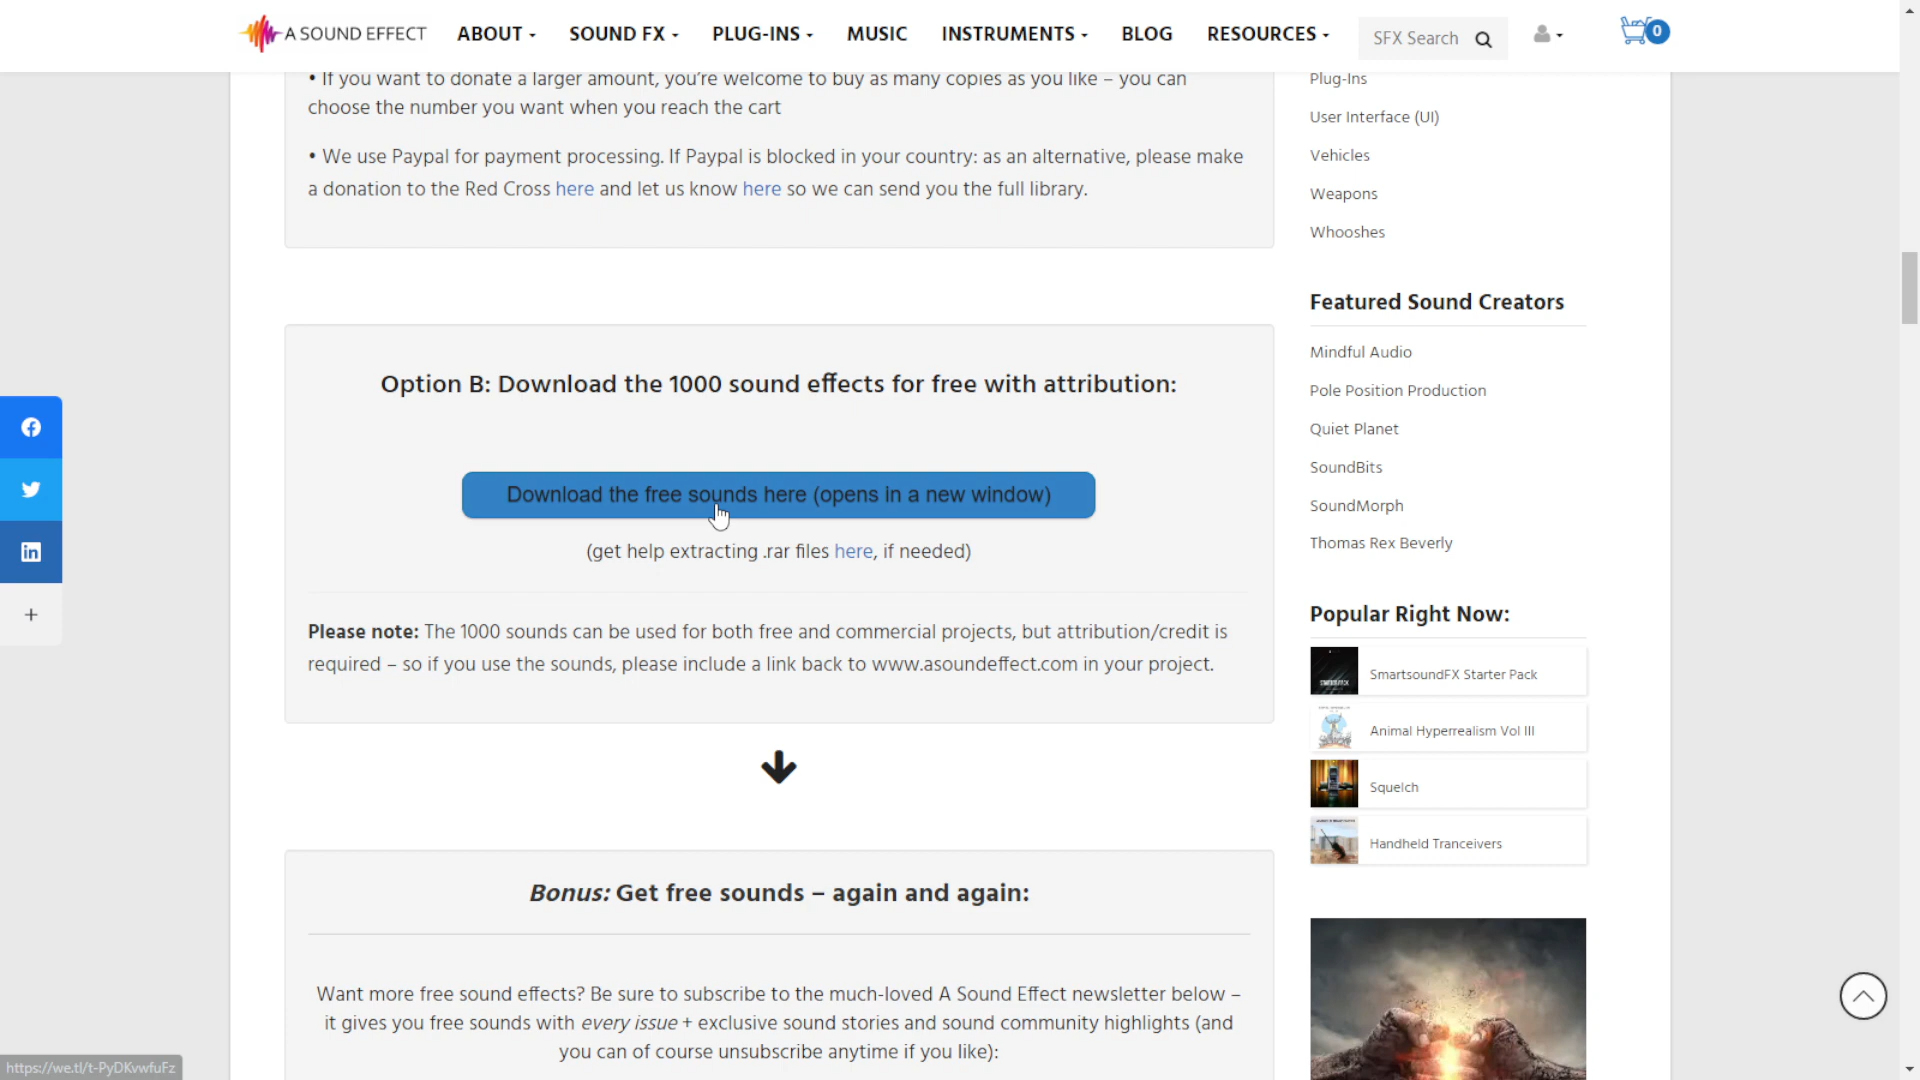 A SOUND EFFECT
ABOUT
SOUND FX
PLUG-INS
MUSIC
INSTRUMENTS
BLOG
RESOURCES
SFX Search
0
• If you want to donate a larger amount, you're welcome to buy as many copies as you like – you can
choose the number you want when you reach the cart
• We use Paypal for payment processing. If Paypal is blocked in your country: as an alternative, please make
a donation to the Red Cross here and let us know here so we can send you the full library.
Option B: Download the 1000 sound effects for free with attribution:
Download the free sounds here (opens in a new window)
(get help extracting .rar files here, if needed)
Please note: The 1000 sounds can be used for both free and commercial projects, but attribution/credit is
required – so if you use the sounds, please include a link back to www.asoundeffect.com in your project.
Bonus: Get free sounds – again and again:
Want more free sound effects? Be sure to subscribe to the much-loved A Sound Effect newsletter below –
it gives you free sounds with every issue + exclusive sound stories and sound community highlights (and
you can of course unsubscribe anytime if you like):
Plug-Ins
User Interface (UI)
Vehicles
Weapons
Whooshes
Featured Sound Creators
Mindful Audio
Pole Position Production
Quiet Planet
SoundBits
SoundMorph
Thomas Rex Beverly
Popular Right Now:
SmartsoundFX Starter Pack
Animal Hyperrealism Vol III
Squelch
Handheld Tranceivers
https://we.tl/t-PyDKvwfuFz